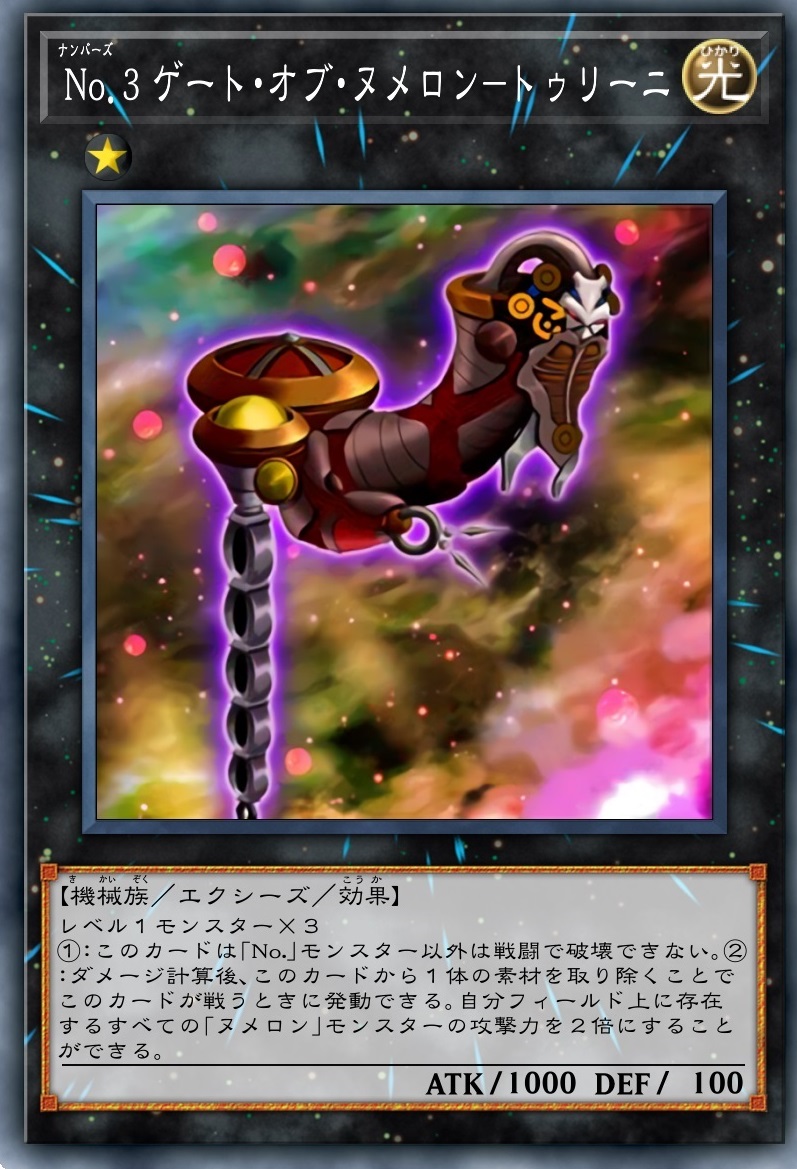 ナンバーズ
No.3 ゲート・オブ・ヌメロン－トゥリーニ
ひかり
光
き かい ぞく こう か
【機械族／エクシーズ／効果】
レベル１モンスター×３
①：このカードは「No.」モンスター以外は戦闘で破壊できない。②
：ダメージ計算後、このカードから１体の素材を取り除くことで
このカードが戦うときに発動できる。自分フィールド上に存在
するすべての「ヌメロン」モンスターの攻撃力を２倍にすること
ができる。
ATK/1000 DEF/ 100